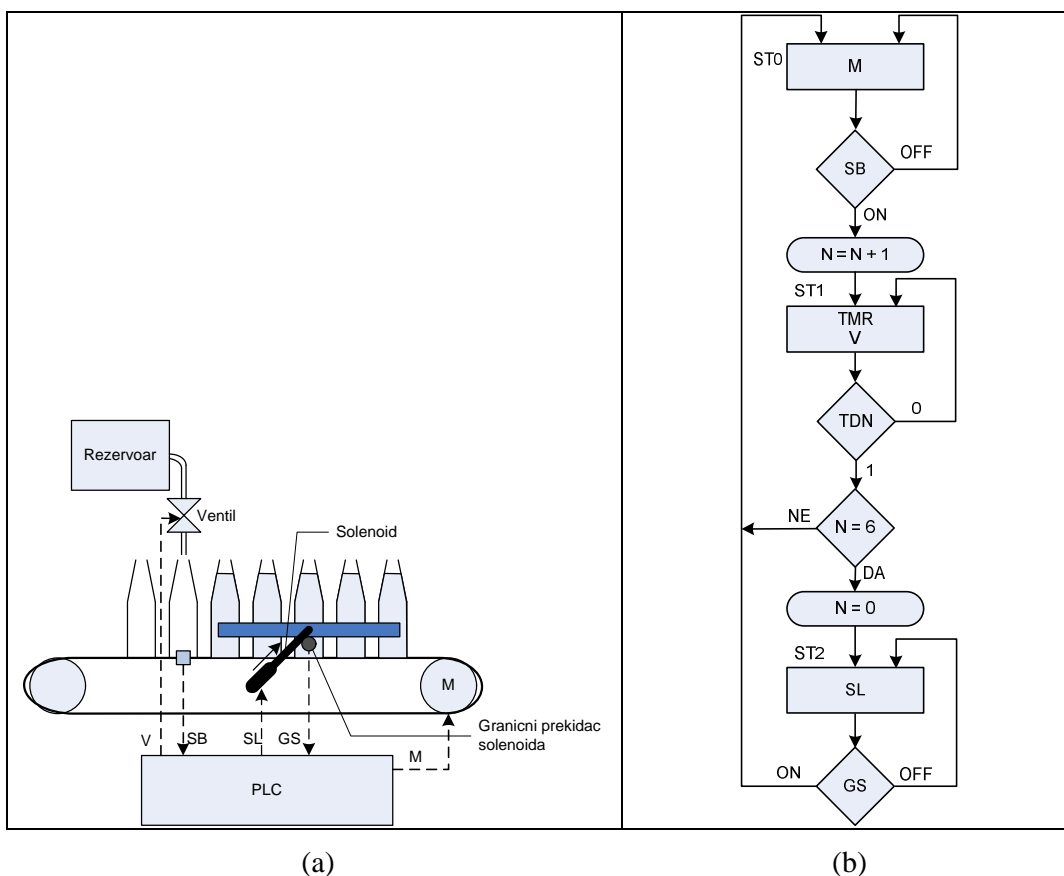 Rezervoar
Ventil
Solenoid
M
Granicni prekidac
solenoida
V
SB
SL
GS
M
PLC
(a)
ST0
M
SB
OFF
ON
N = N + 1
ST1
TMR
V
TDN
0
1
NE
N = 6
DA
N = 0
ST2
SL
ON
GS
OFF
(b)